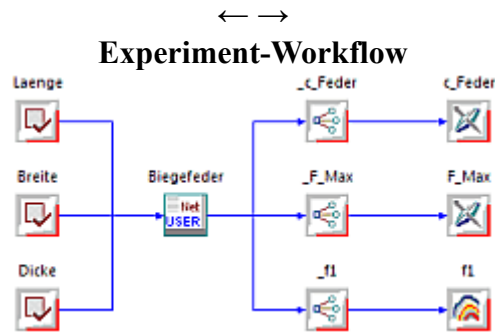 ← →
Experiment-Workflow
Laenge _c_Feder c_Feder
Breite Biegefeder _F_Max F_Max
Net
USER
Dicke _f1 f1